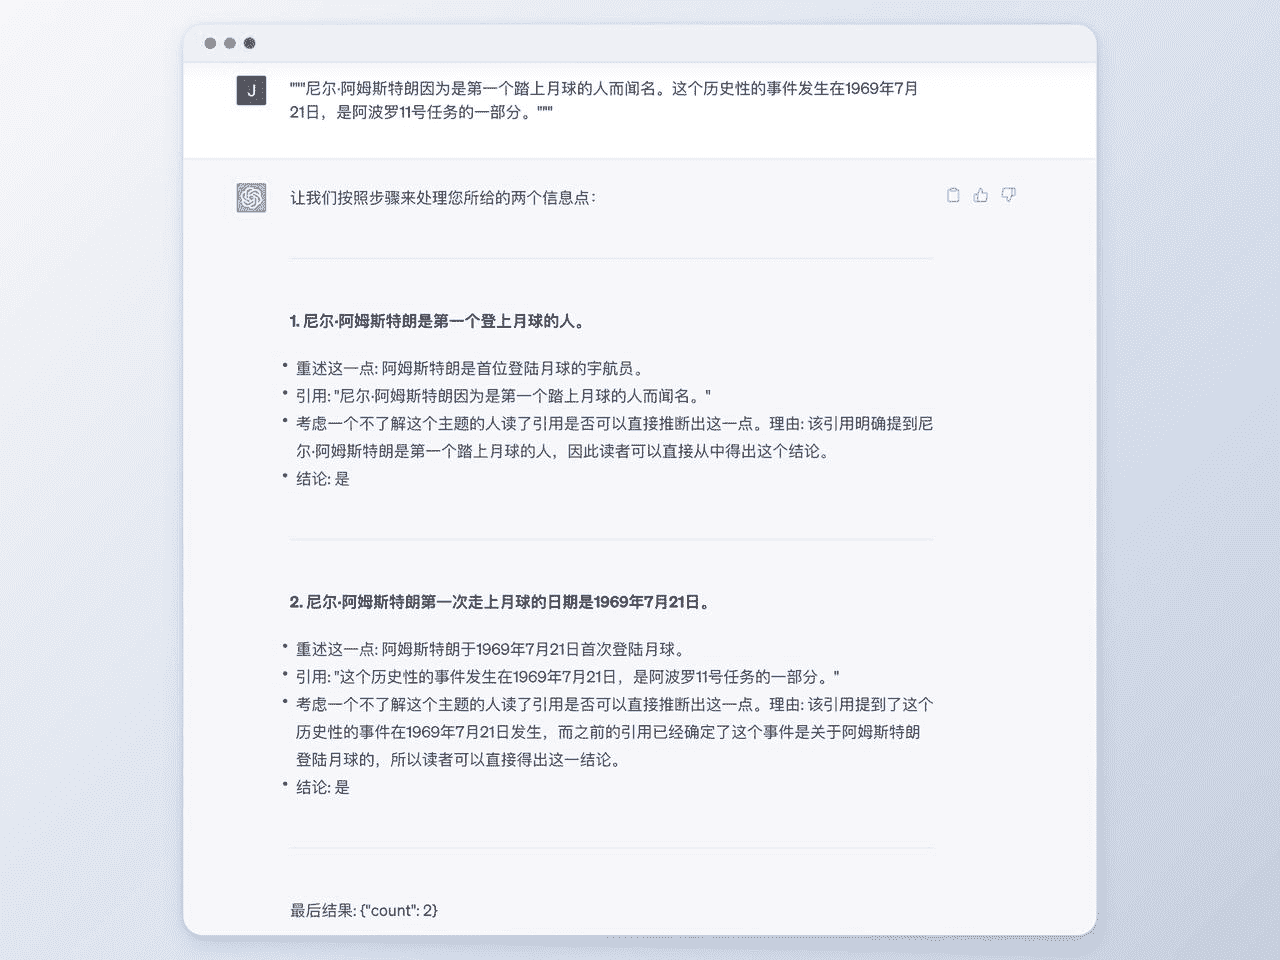 J
"""尼尔·阿姆斯特朗因为是第一个踏上月球的人而闻名。这个历史性的事件发生在1969年7月
21日，是阿波罗11号任务的一部分。"""
让我们按照步骤来处理您所给的两个信息点：
1. 尼尔·阿姆斯特朗是第一个登上月球的人。
• 重述这一点: 阿姆斯特朗是首位登陆月球的宇航员。
• 引用: "尼尔·阿姆斯特朗因为是第一个踏上月球的人而闻名。"
• 考虑一个不了解这个主题的人读了引用是否可以直接推断出这一点。理由: 该引用明确提到尼
尔·阿姆斯特朗是第一个踏上月球的人，因此读者可以直接从中得出这个结论。
• 结论: 是
2. 尼尔·阿姆斯特朗第一次走上月球的日期是1969年7月21日。
• 重述这一点: 阿姆斯特朗于1969年7月21日首次登陆月球。
• 引用: "这个历史性的事件发生在1969年7月21日，是阿波罗11号任务的一部分。"
• 考虑一个不了解这个主题的人读了引用是否可以直接推断出这一点。理由: 该引用提到了这个
历史性的事件在1969年7月21日发生，而之前的引用已经确定了这个事件是关于阿姆斯特朗
登陆月球的，所以读者可以直接得出这一结论。
• 结论: 是
最后结果: {"count": 2}